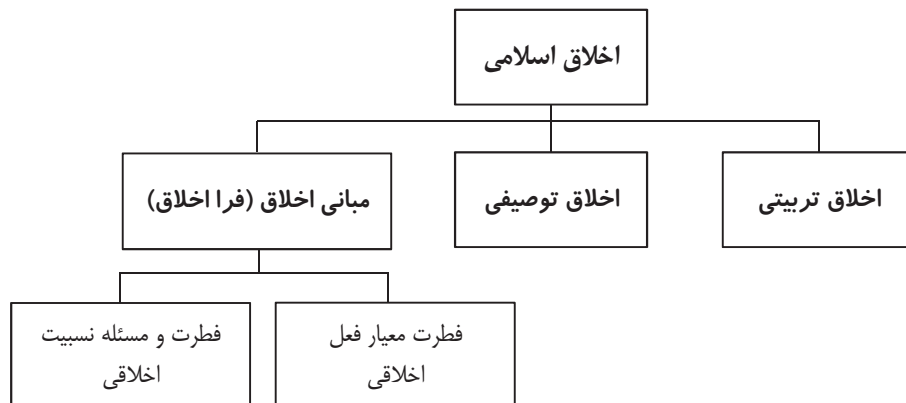 اخلاق اسلامی
اخلاق تربیتی
اخلاق توصیفی
مبانی اخلاق (فرا اخلاق)
فطرت معیار فعل
اخلاقی
فطرت و مسئله نسبیت
اخلاقی